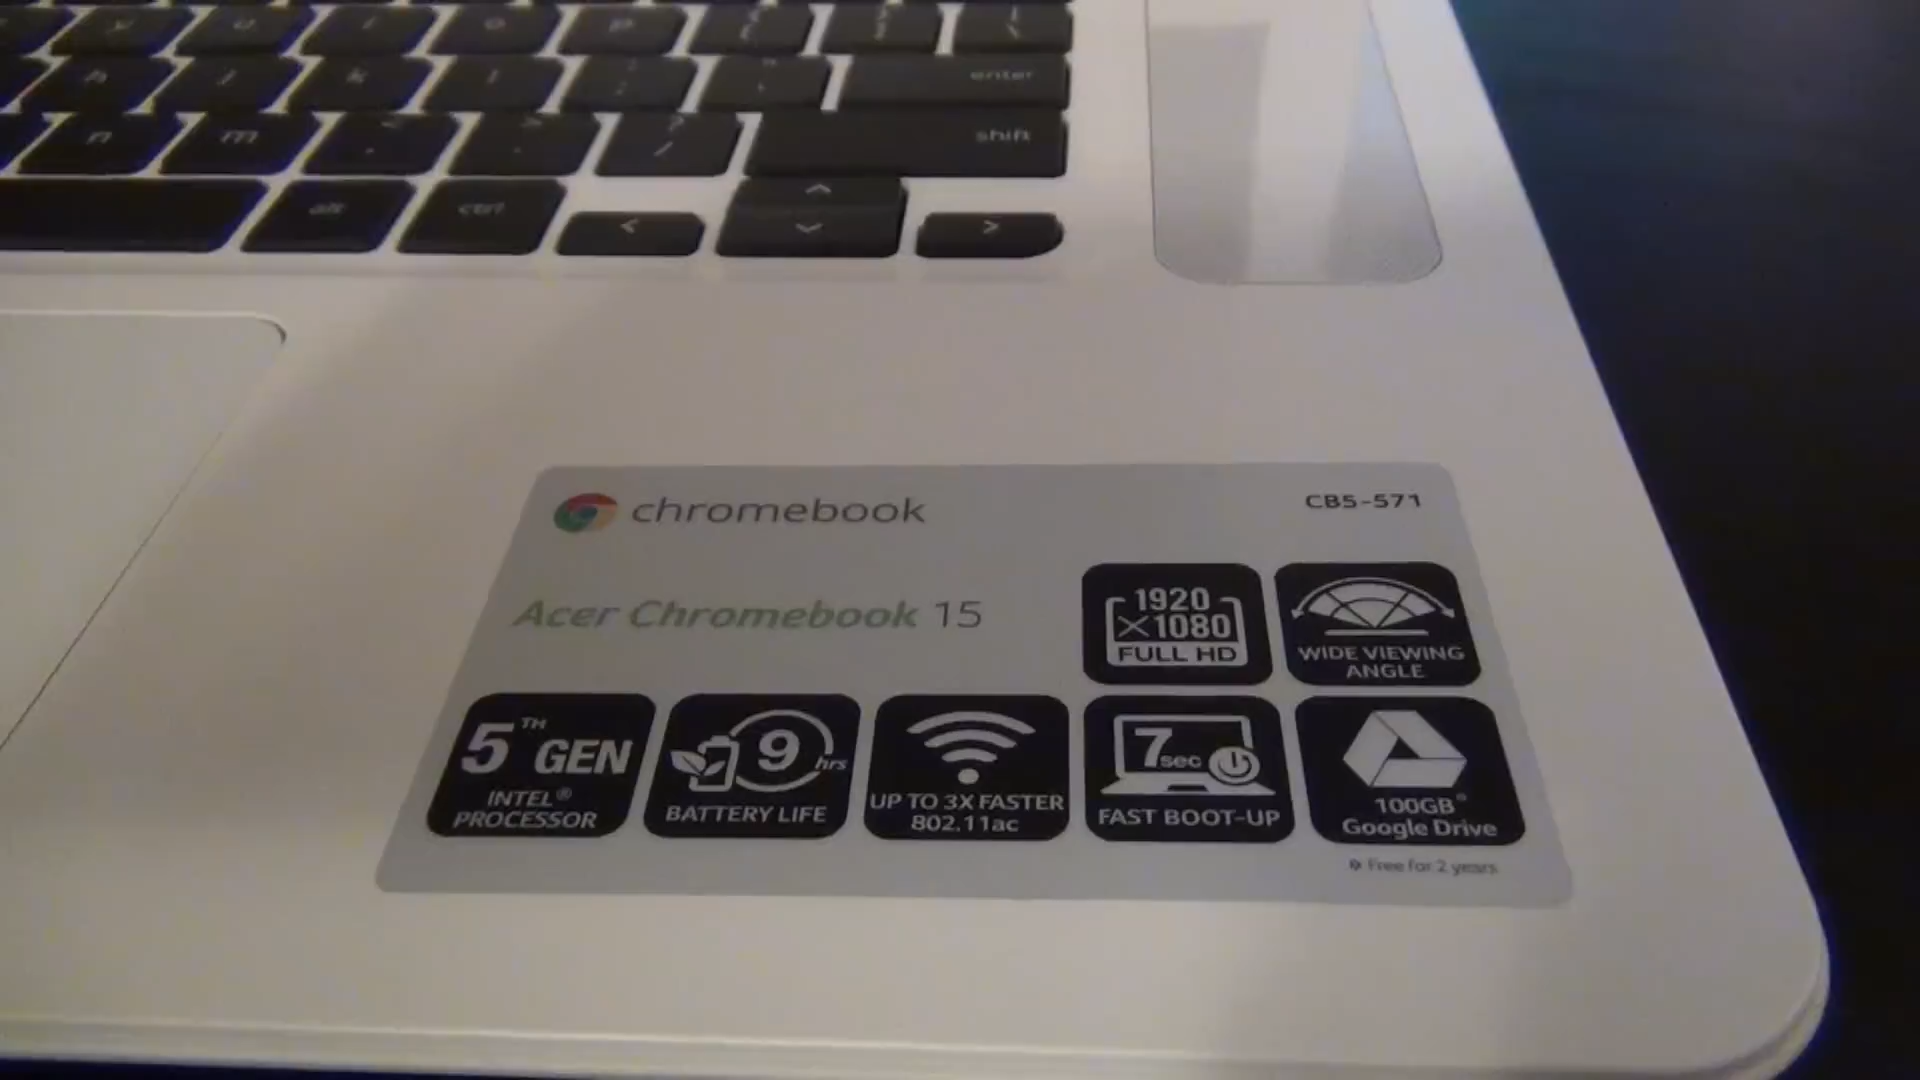 y u i o p { [ } ] | \
h j k l : ; " ' enter
n m < , > . ? / shift
alt ctrl < ^ v >
chromebook
CB5-571
Acer Chromebook 15
1920
×1080
FULL HD
WIDE VIEWING
ANGLE
5TH GEN
INTEL®
PROCESSOR
9 hrs
BATTERY LIFE
UP TO 3X FASTER
802.11ac
7sec
FAST BOOT-UP
100GB*
Google Drive
* Free for 2 years